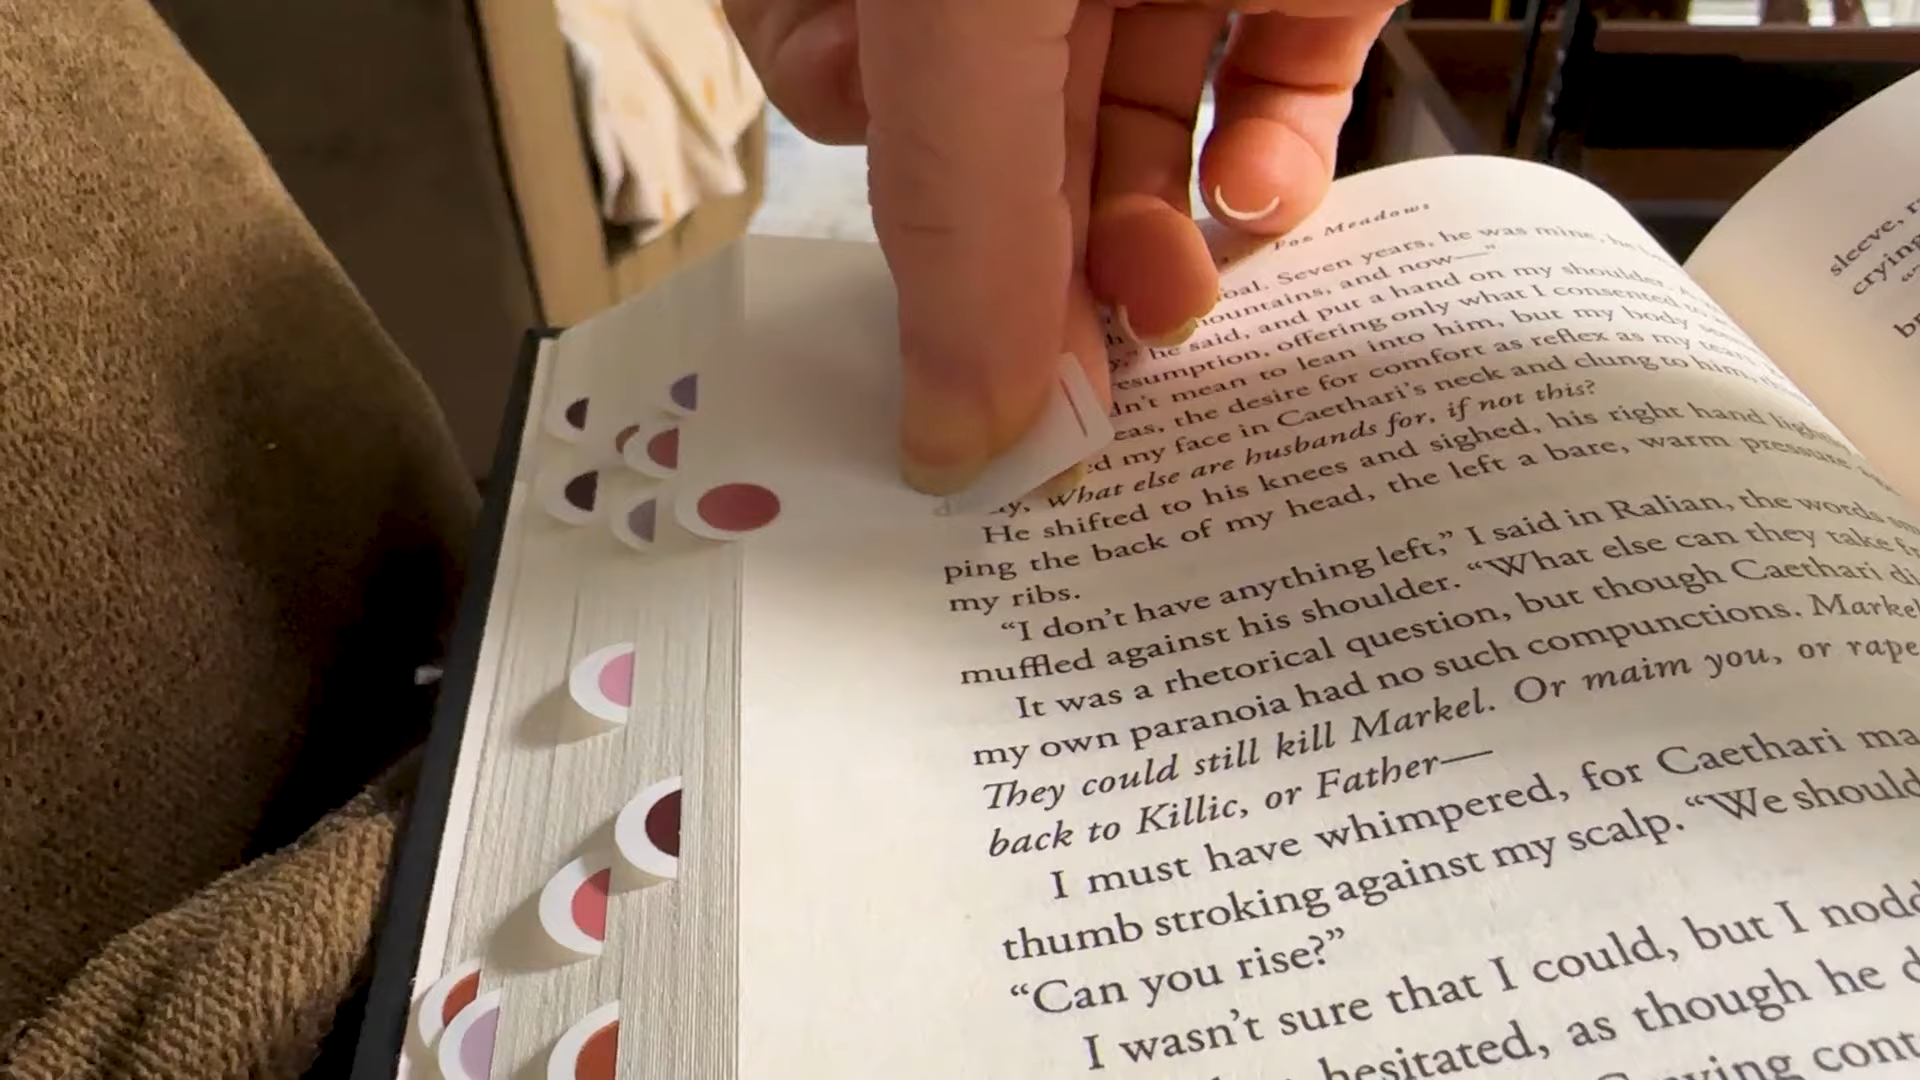 Foz Meadows
oal. Seven years, he was mine, he
mountains, and now—”
he said, and put a hand on my shoulder.
resumption, offering only what I consented to
dn’t mean to lean into him, but my body
eas, the desire for comfort as reflex as my tears
ed my face in Caethari’s neck and clung to him,
What else are husbands for, if not this?
He shifted to his knees and sighed, his right hand
ping the back of my head, the left a bare, warm pressure
my ribs.
“I don’t have anything left,” I said in Ralian, the words
muffled against his shoulder. “What else can they take
It was a rhetorical question, but though Caethari
my own paranoia had no such compunctions. Markel
They could still kill Markel. Or maim you, or rape
back to Killic, or Father—
I must have whimpered, for Caethari
thumb stroking against my scalp. “We should
“Can you rise?”
I wasn’t sure that I could, but I
hesitated, as though he
sleeve,
crying